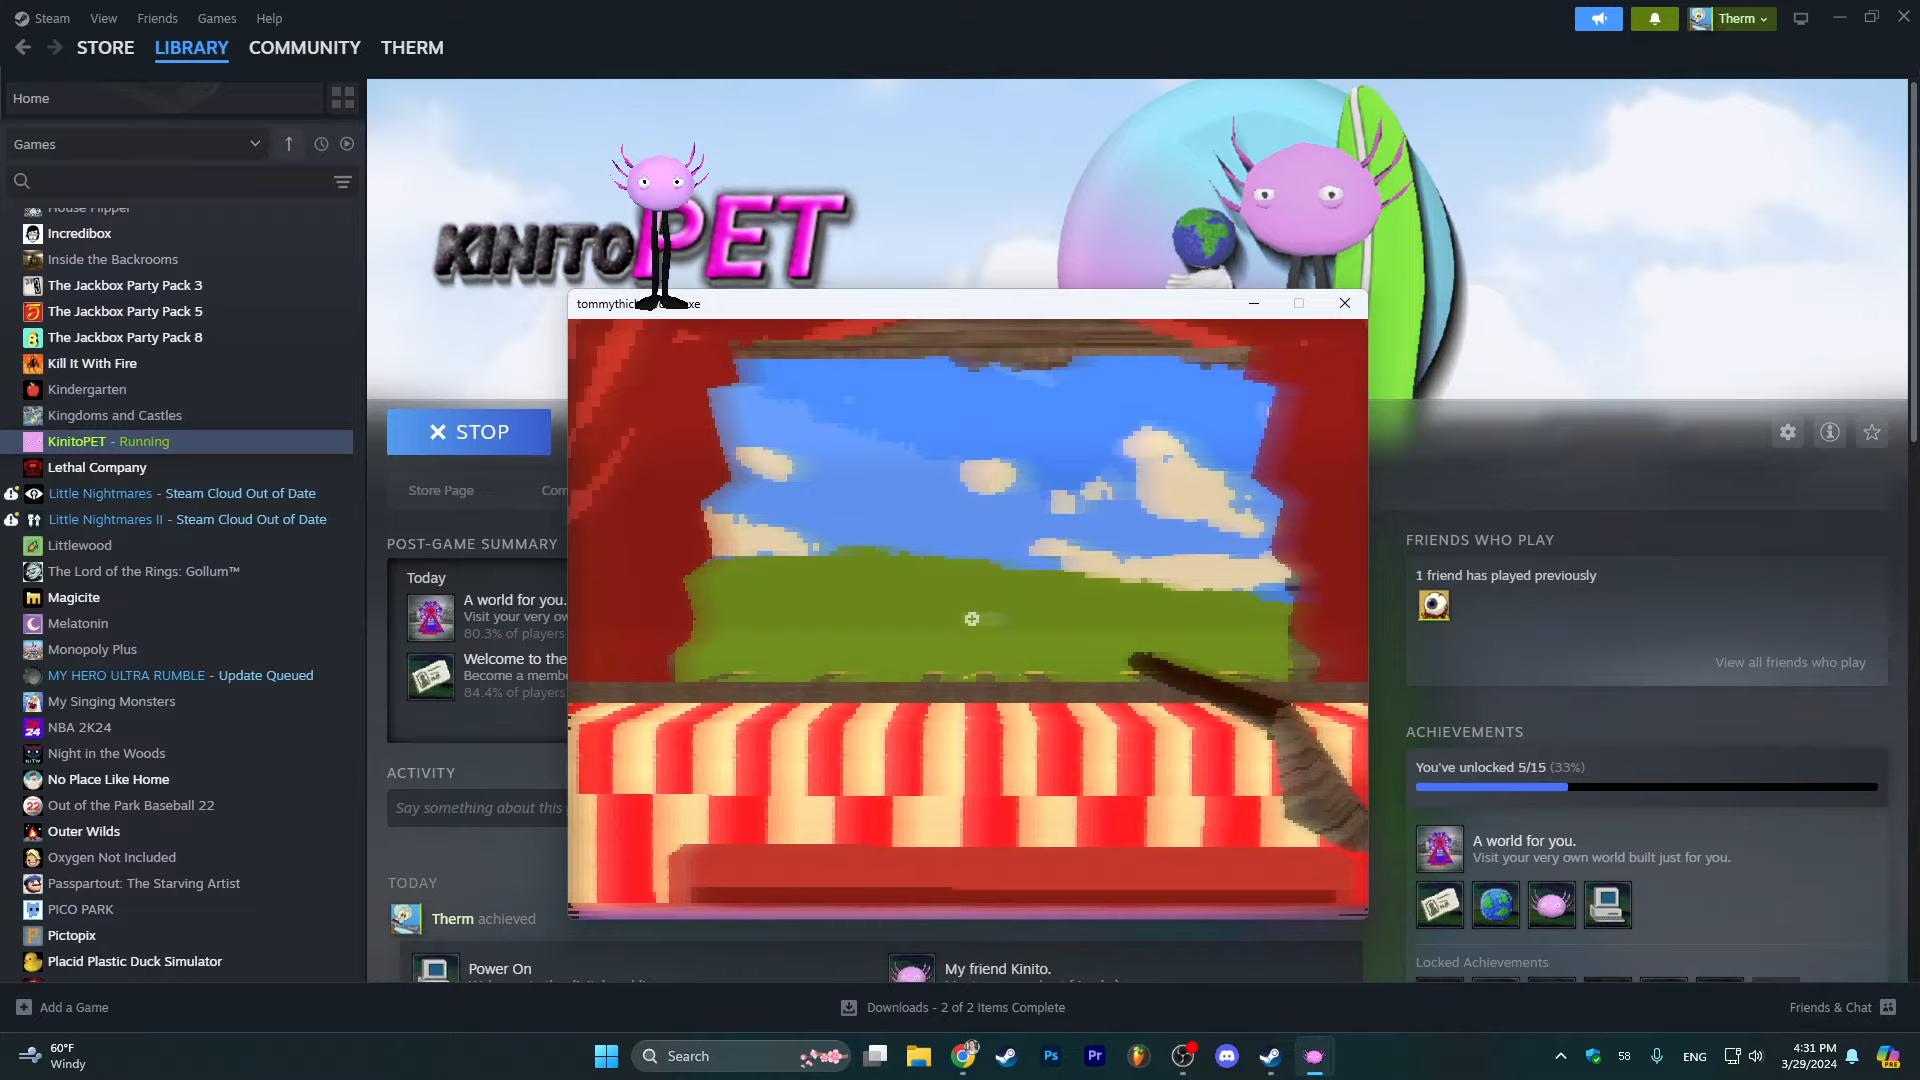 Steam View Friends Games Help
Therm
STORE LIBRARY COMMUNITY THERM
Home
Games
House Flipper
Incredibox
Inside the Backrooms
The Jackbox Party Pack 3
The Jackbox Party Pack 5
The Jackbox Party Pack 8
Kill It With Fire
Kindergarten
Kingdoms and Castles
KinitoPET - Running
Lethal Company
Little Nightmares - Steam Cloud Out of Date
Little Nightmares II - Steam Cloud Out of Date
Littlewood
The Lord of the Rings: Gollum™
Magicite
Melatonin
Monopoly Plus
MY HERO ULTRA RUMBLE - Update Queued
My Singing Monsters
NBA 2K24
Night in the Woods
No Place Like Home
Out of the Park Baseball 22
Outer Wilds
Oxygen Not Included
Passpartout: The Starving Artist
PICO PARK
Pictopix
Placid Plastic Duck Simulator
KINITOPET
STOP
Store Page Com
POST-GAME SUMMARY
Today
A world for you.
Visit your very ow
80.3% of players
Welcome to the
Become a membe
84.4% of players
ACTIVITY
Say something about this
TODAY
Therm achieved
Power On
My friend Kinito.
FRIENDS WHO PLAY
1 friend has played previously
View all friends who play
ACHIEVEMENTS
You've unlocked 5/15 (33%)
A world for you.
Visit your very own world built just for you.
Locked Achievements
Add a Game
Downloads - 2 of 2 Items Complete
Friends & Chat
60°F
Windy
Search
Ps
Pr
58
ENG
4:31 PM
3/29/2024
PRE